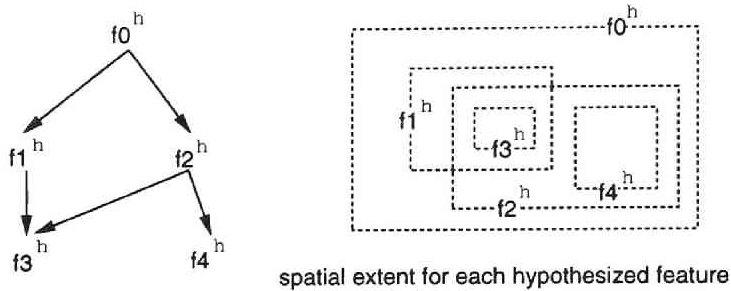 f0^h
f1^h f2^h
f3^h f4^h
f0^h
f1^h
f3^h
f4^h
f2^h
spatial extent for each hypothesized feature